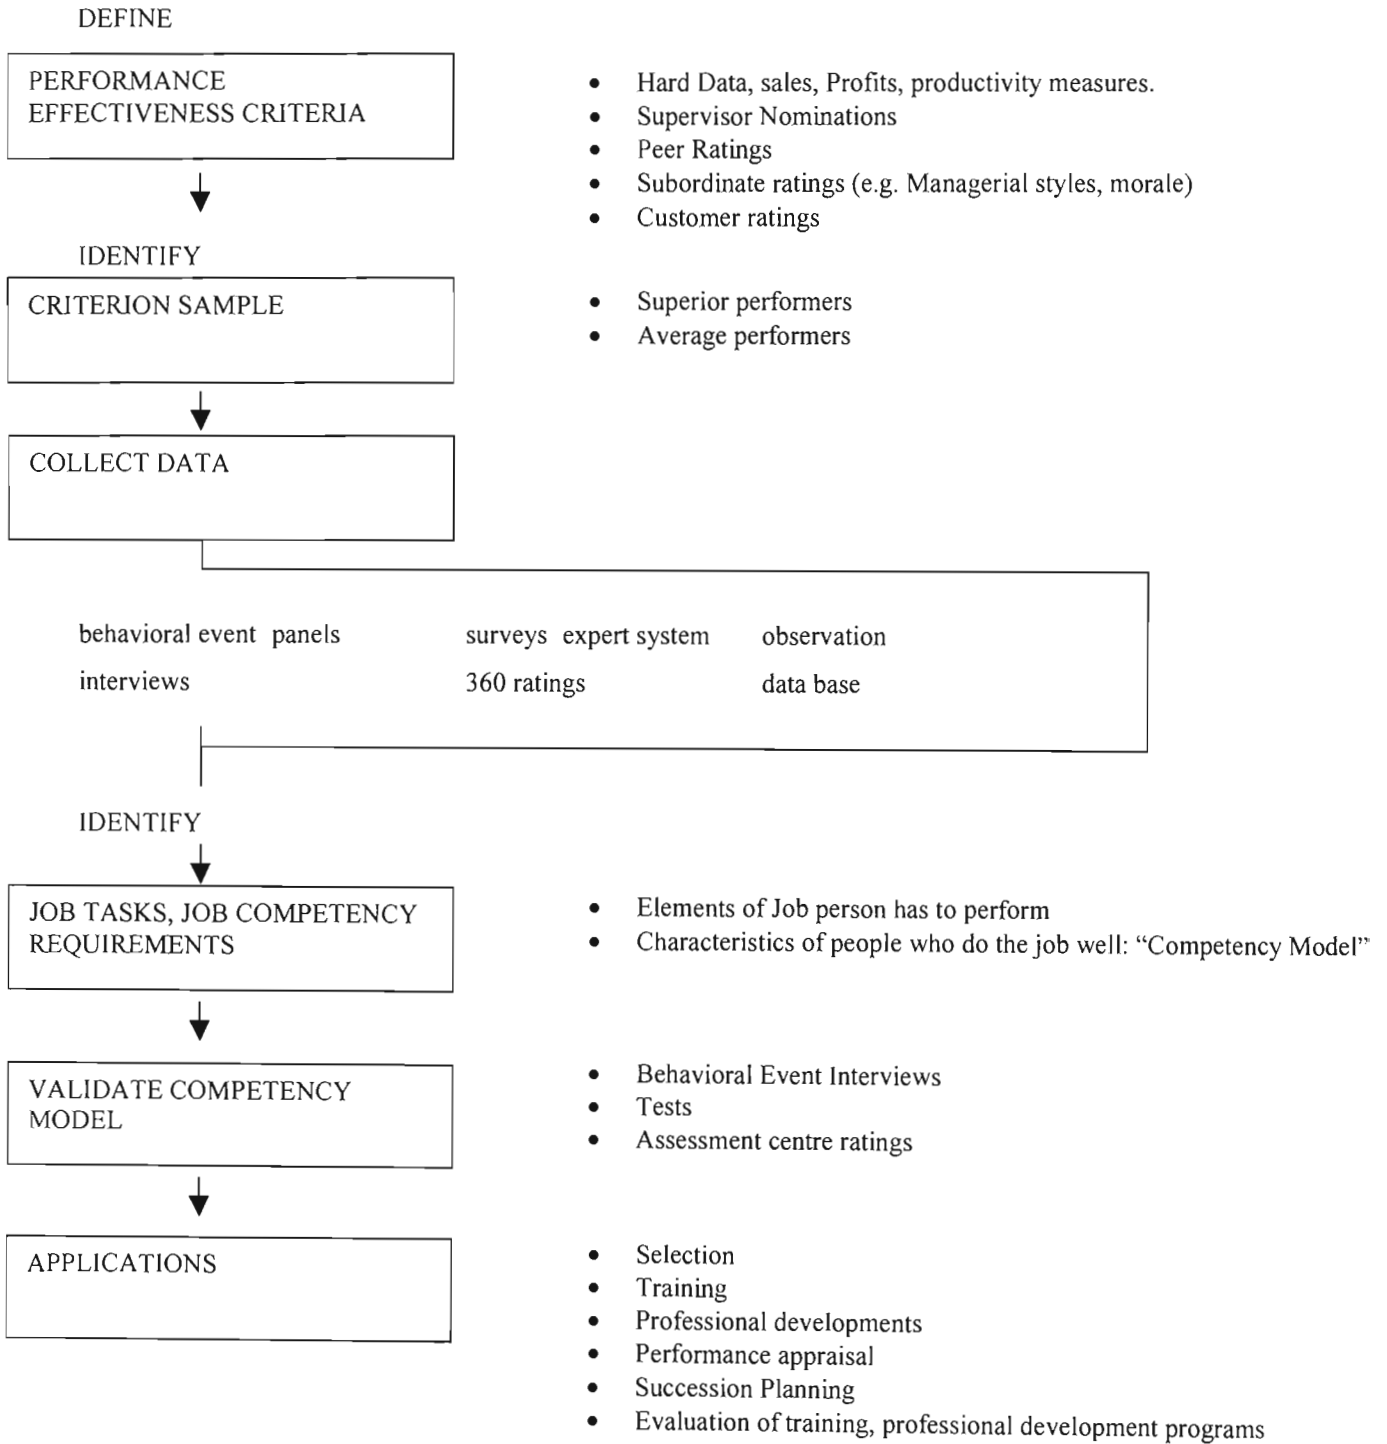 DEFINE
PERFORMANCE
EFFECTIVENESS CRITERIA
• Hard Data, sales, Profits, productivity measures.
• Supervisor Nominations
• Peer Ratings
• Subordinate ratings (e.g. Managerial styles, morale)
• Customer ratings
IDENTIFY
CRITERION SAMPLE
• Superior performers
• Average performers
COLLECT DATA
behavioral event panels surveys expert system observation
interviews 360 ratings data base
IDENTIFY
JOB TASKS, JOB COMPETENCY
REQUIREMENTS
• Elements of Job person has to perform
• Characteristics of people who do the job well: “Competency Model”
VALIDATE COMPETENCY
MODEL
• Behavioral Event Interviews
• Tests
• Assessment centre ratings
APPLICATIONS
• Selection
• Training
• Professional developments
• Performance appraisal
• Succession Planning
• Evaluation of training, professional development programs